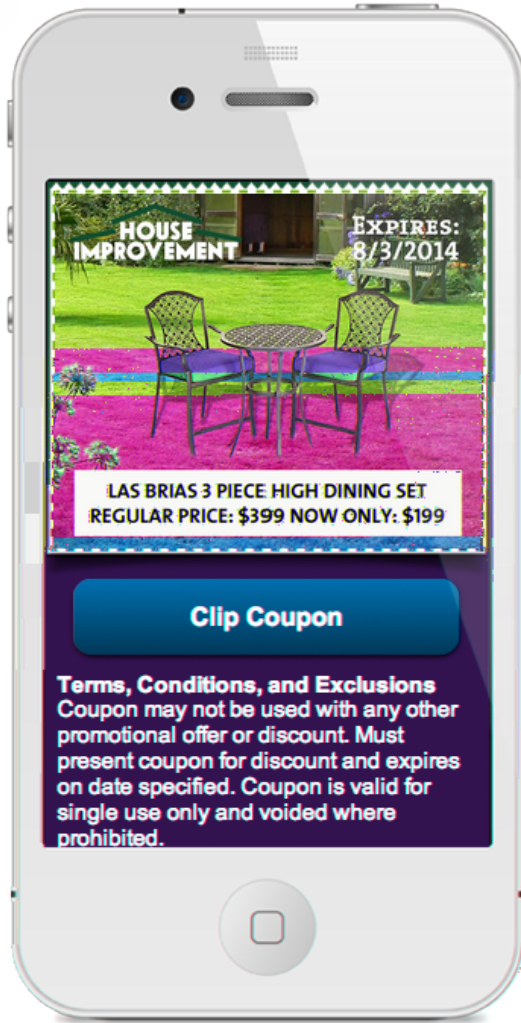 HOUSE
IMPROVEMENT
EXPIRES:
8/3/2014
LAS BRIAS 3 PIECE HIGH DINING SET
REGULAR PRICE: $399 NOW ONLY: $199
Clip Coupon
Terms, Conditions, and Exclusions
Coupon may not be used with any other
promotional offer or discount. Must
present coupon for discount and expires
on date specified. Coupon is valid for
single use only and voided where
prohibited.